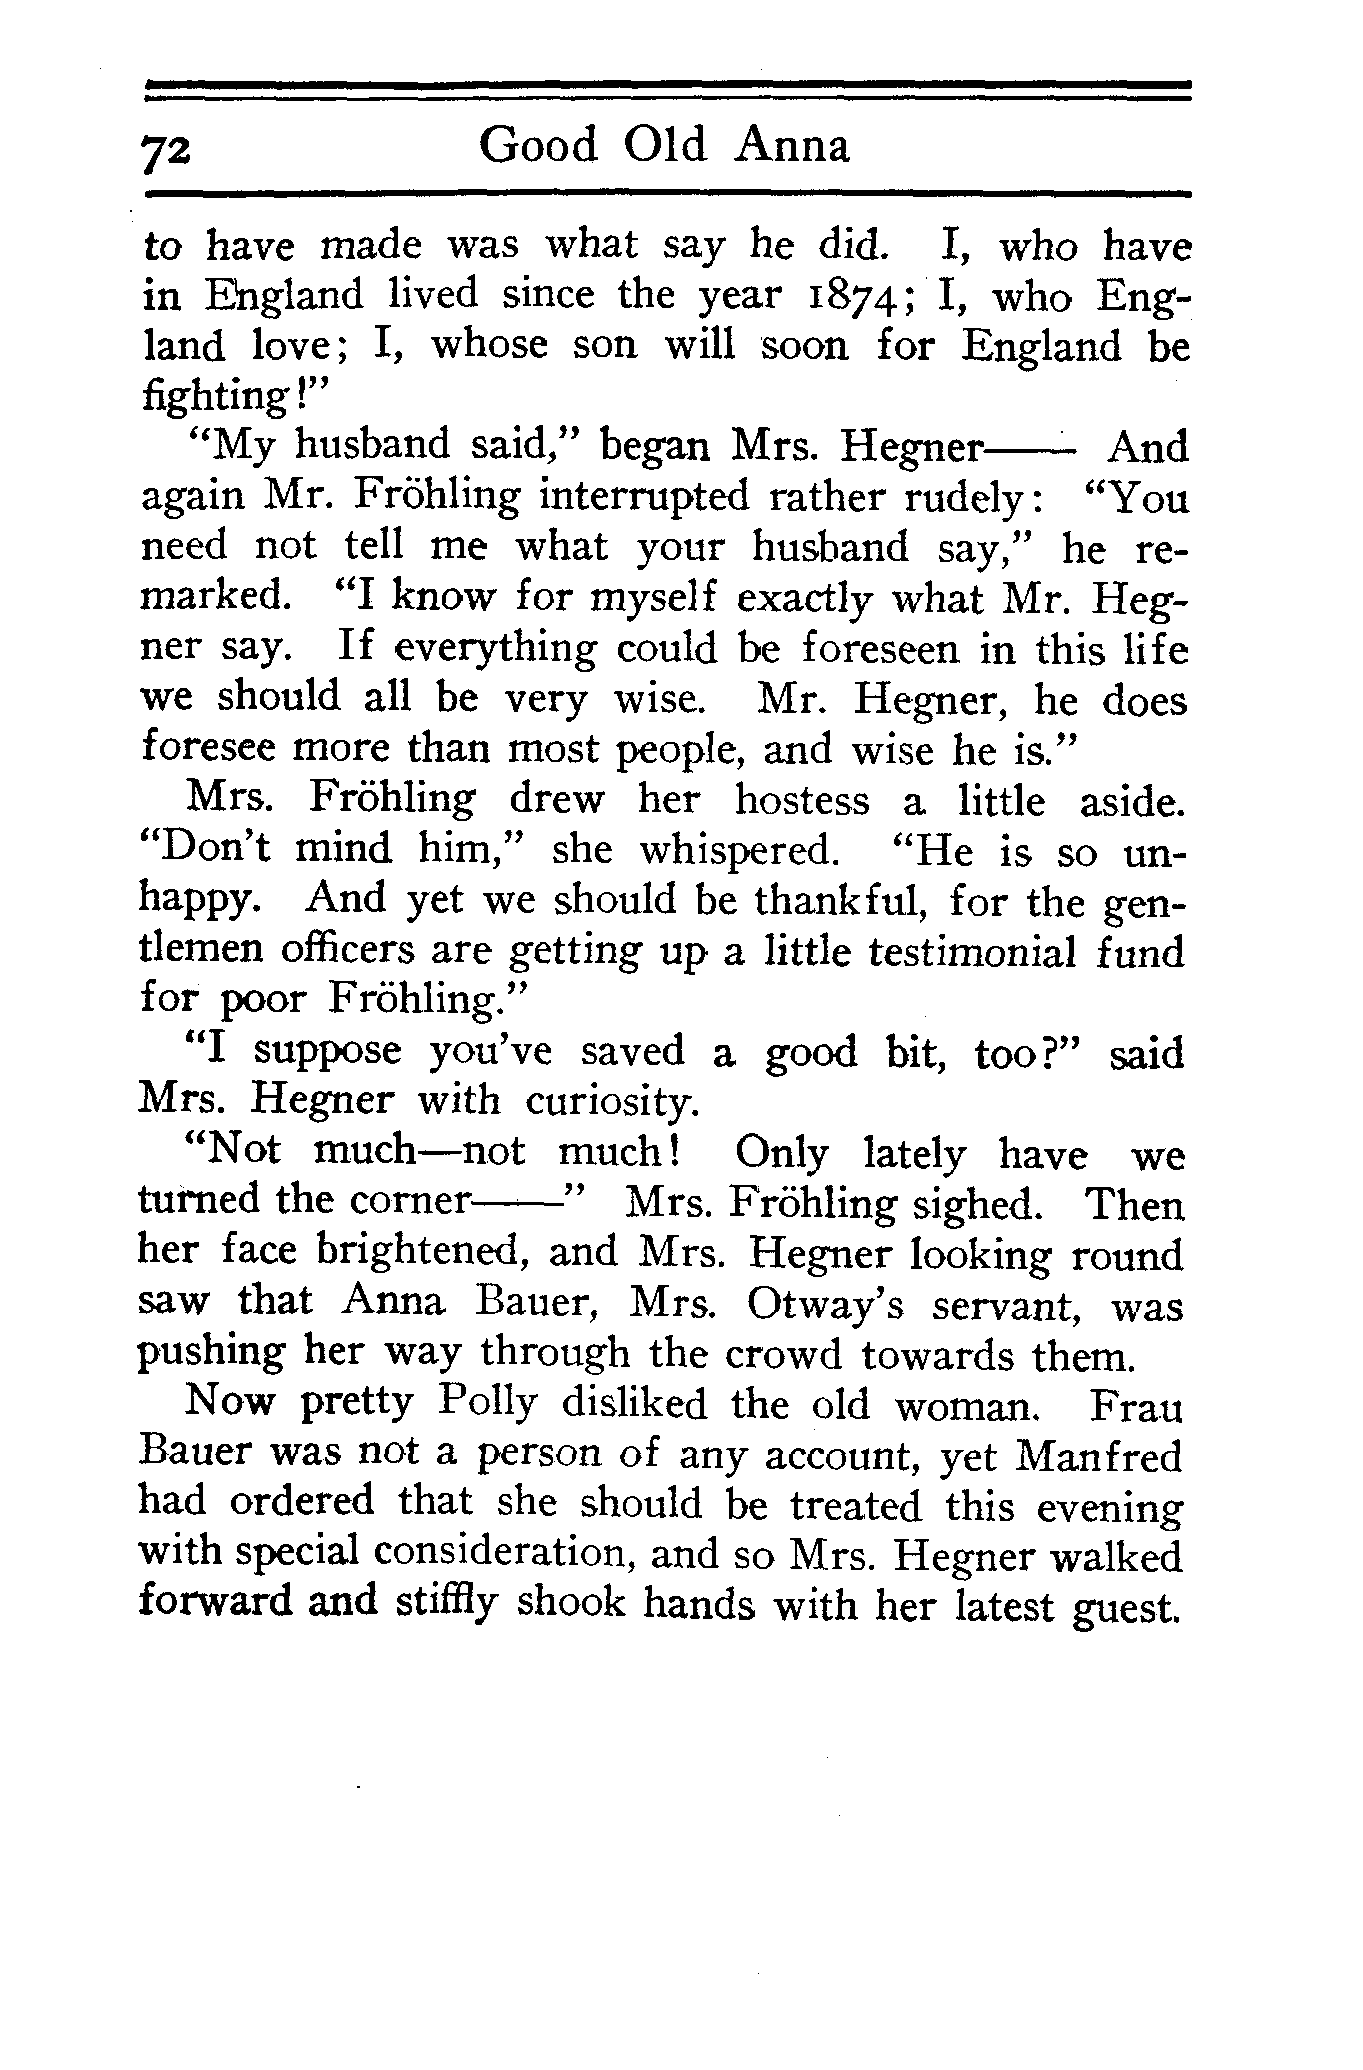 72 Good Old Anna
to have made was what say he did. I, who have
in England lived since the year 1874; I, who Eng-
land love; I, whose son will soon for England be
fighting!”
“My husband said,” began Mrs. Hegner—— And
again Mr. Fröhling interrupted rather rudely: “You
need not tell me what your husband say,” he re-
marked. “I know for myself exactly what Mr. Heg-
ner say. If everything could be foreseen in this life
we should all be very wise. Mr. Hegner, he does
foresee more than most people, and wise he is.”
Mrs. Fröhling drew her hostess a little aside.
“Don’t mind him,” she whispered. “He is so un-
happy. And yet we should be thankful, for the gen-
tlemen officers are getting up a little testimonial fund
for poor Fröhling.”
“I suppose you’ve saved a good bit, too?” said
Mrs. Hegner with curiosity.
“Not much—not much! Only lately have we
turned the corner——” Mrs. Fröhling sighed. Then
her face brightened, and Mrs. Hegner looking round
saw that Anna Bauer, Mrs. Otway’s servant, was
pushing her way through the crowd towards them.
Now pretty Polly disliked the old woman. Frau
Bauer was not a person of any account, yet Manfred
had ordered that she should be treated this evening
with special consideration, and so Mrs. Hegner walked
forward and stiffly shook hands with her latest guest.